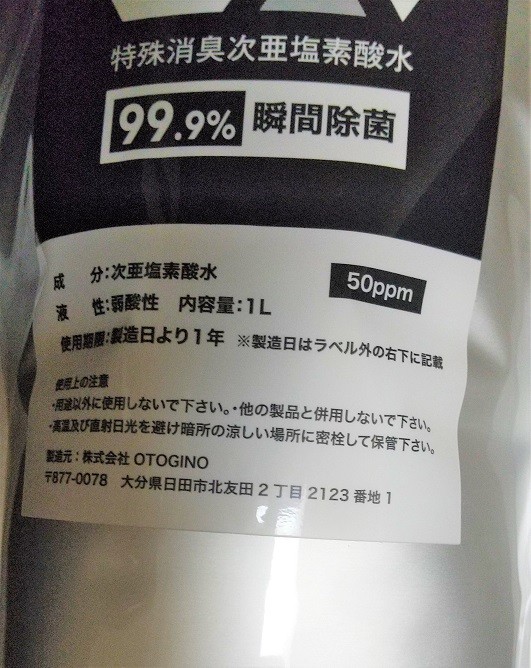 特殊消臭次亜塩素酸水
99.9% 瞬間除菌
50ppm
成　分:次亜塩素酸水
液　性:弱酸性　内容量:1L
使用期限:製造日より1年　※製造日はラベル外の右下に記載
使用上の注意
・用途以外に使用しないで下さい。・他の製品と併用しないで下さい。
・高温及び直射日光を避け暗所の涼しい場所に密栓して保管下さい。
製造元：株式会社 OTOGINO
〒877-0078　大分県日田市北友田2丁目2123番地1